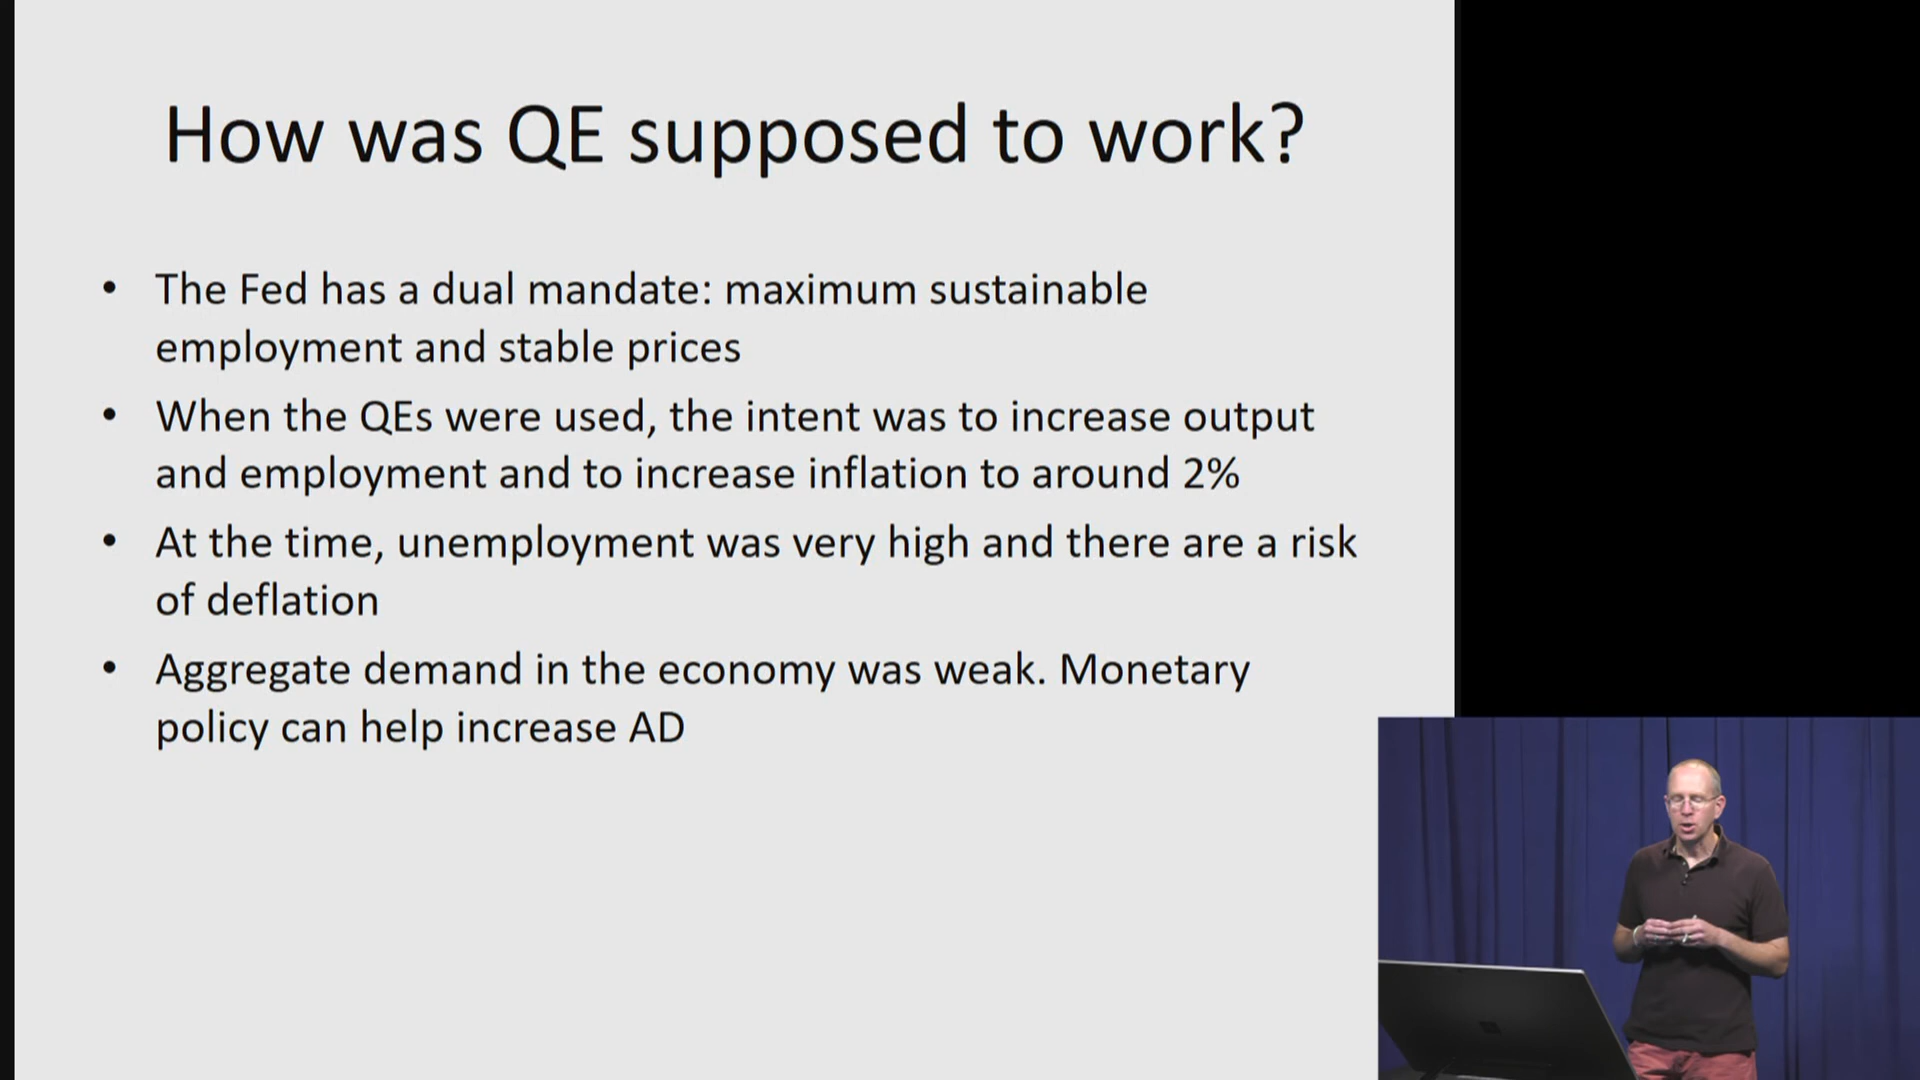 How was QE supposed to work?
• The Fed has a dual mandate: maximum sustainable
employment and stable prices
• When the QEs were used, the intent was to increase output
and employment and to increase inflation to around 2%
• At the time, unemployment was very high and there are a risk
of deflation
• Aggregate demand in the economy was weak. Monetary
policy can help increase AD